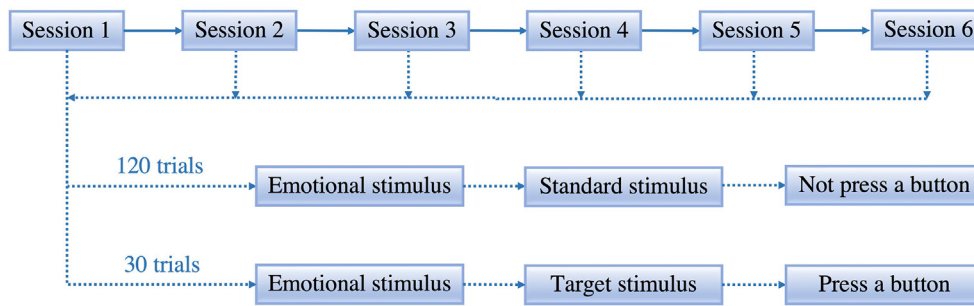 Session 1
Session 2
Session 3
Session 4
Session 5
Session 6
120 trials
Emotional stimulus
Standard stimulus
Not press a button
30 trials
Emotional stimulus
Target stimulus
Press a button